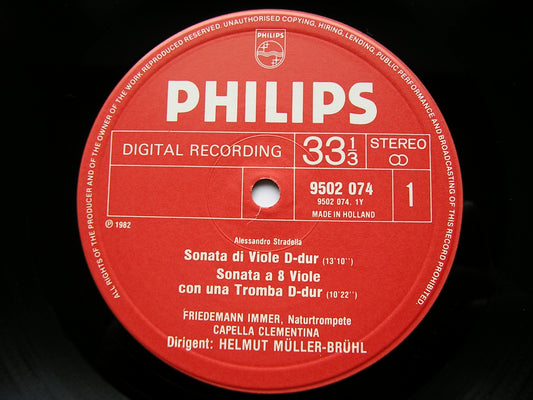 ALL RIGHTS OF THE PRODUCER AND OF THE OWNER OF THE WORK REPRODUCED RESERVED. UNAUTHORISED COPYING, HIRING, LENDING, PUBLIC PERFORMANCE AND BROADCASTING OF THIS RECORD PROHIBITED.
PHILIPS
PHILIPS
DIGITAL RECORDING
33 1/3
STEREO
9502 074
9502 074. 1Y
MADE IN HOLLAND
1
℗ 1982
Alessandro Stradella
Sonata di Viole D-dur (13'10'')
Sonata a 8 Viole
con una Tromba D-dur (10'22'')
FRIEDEMANN IMMER, Naturtrompete
CAPELLA CLEMENTINA
Dirigent: HELMUT MÜLLER-BRÜHL